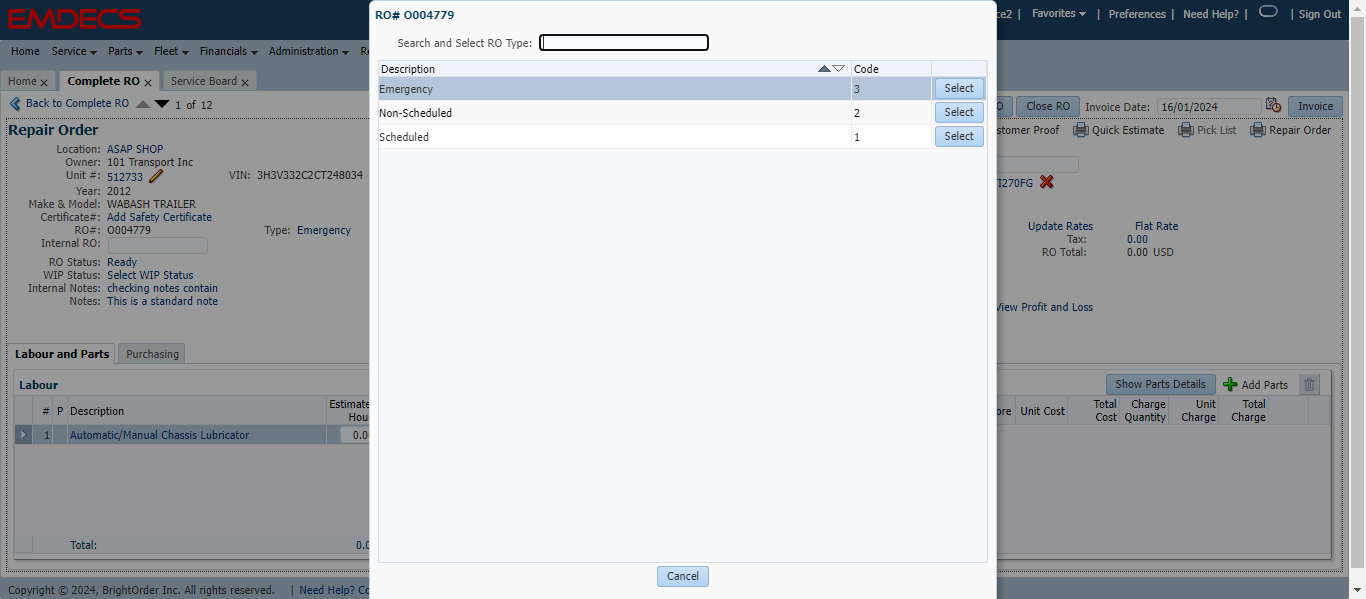 EMDECS
ce2 | Favorites | Preferences | Need Help? | | Sign Out
Home Service Parts Fleet Financials Administration Re
Home x Complete RO x Service Board x
Back to Complete RO 1 of 12
O Close RO Invoice Date: 16/01/2024 Invoice
Repair Order
stomer Proof Quick Estimate Pick List Repair Order
Location: ASAP SHOP
Owner: 101 Transport Inc
Unit #: 512733 VIN: 3H3V332C2CT248034
Year: 2012
Make & Model: WABASH TRAILER
Certificate#: Add Safety Certificate
RO#: O004779 Type: Emergency
Internal RO:
RO Status: Ready
WIP Status: Select WIP Status
Internal Notes: checking notes contain
Notes: This is a standard note
I270FG
Update Rates Flat Rate
Tax: 0.00
RO Total: 0.00 USD
View Profit and Loss
RO# O004779
Search and Select RO Type:
Description Code
Emergency 3 Select
Non-Scheduled 2 Select
Scheduled 1 Select
Cancel
Labour and Parts Purchasing
Labour
Show Parts Details Add Parts
# P Description Estimate
Hou
ore Unit Cost Total Cost Charge Quantity Unit Charge Total Charge
1 Automatic/Manual Chassis Lubricator 0.0
Total: 0.0
Copyright © 2024, BrightOrder Inc. All rights reserved. | Need Help? Co